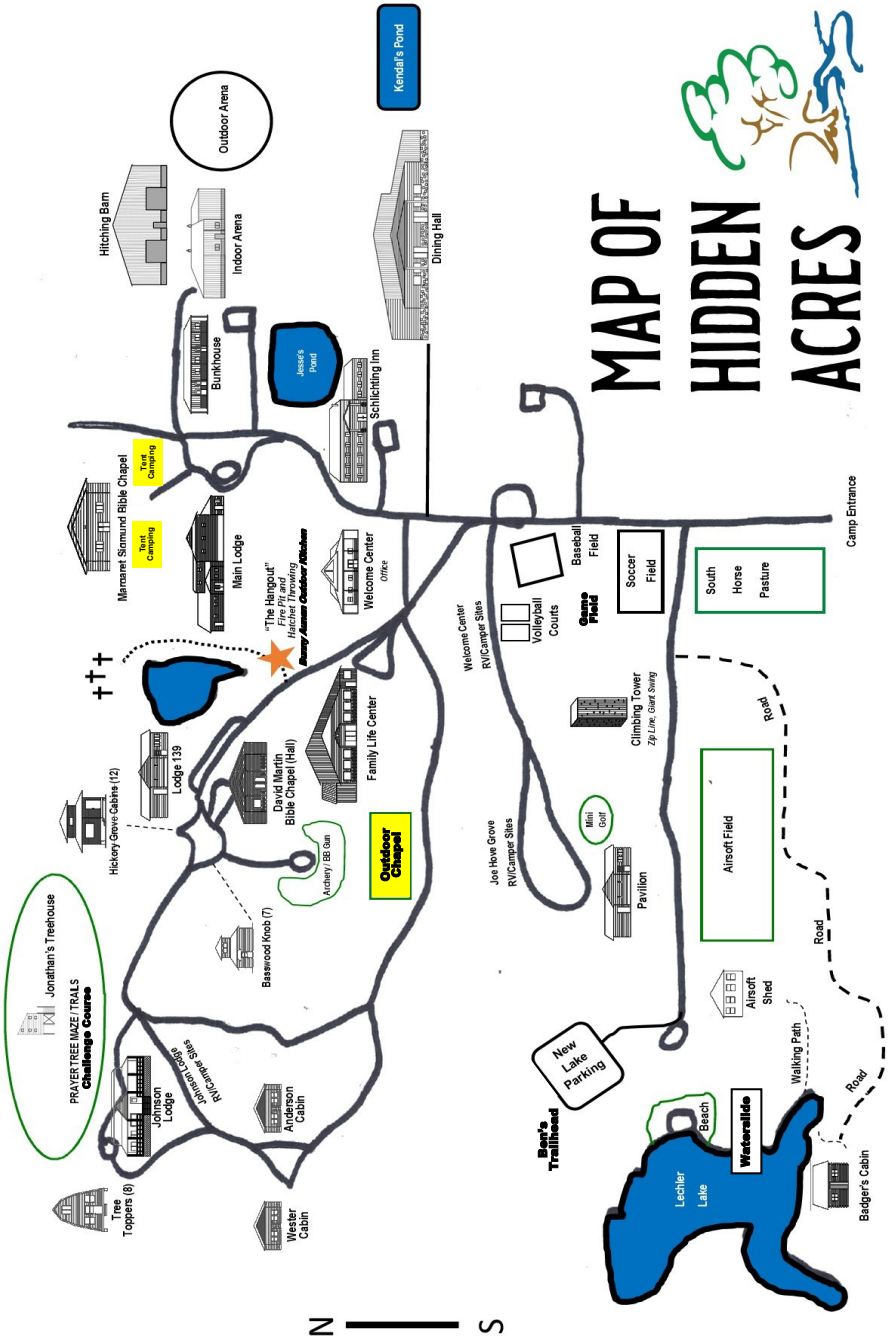 Kendal's Pond
Outdoor Arena
Hitching Barn
Indoor Arena
Dining Hall
MAP OF
HIDDEN
ACRES
Bunkhouse
Jesse's
Pond
Schlichting Inn
Margaret Sigmund Bible Chapel
Tent
Camping
Tent
Camping
Main Lodge
"The Hangout"
Fire Pit and
Hatchet Throwing
Welcome Center
Office
Baseball
Field
Soccer
Field
Camp Entrance
South
Horse
Pasture
Volleyball
Courts
Game
Field
Welcome Center
RV/Camper Sites
Family Life Center
David Martin
Bible Chapel (Hall)
Lodge 139
Hickory Grove Cabins (12)
Climbing Tower
Zip Line, Giant Swing
Road
Mini
Golf
Joe Hove Grove
RV/Camper Sites
Pavilion
Airsoft Field
Outdoor
Chapel
Archery / BB Gun
Basswood Knob (7)
Jonathan's Treehouse
PRAYER TREE MAZE / TRAILS
Challenge Course
Road
Airsoft
Shed
New
Lake
Parking
Walking Path
Road
Johnson
Lodge
Johnson Lodge
RV/Camper Sites
Anderson
Cabin
Ben's
Trailhead
Beach
Waterslide
Tree
Toppers (8)
Wester
Cabin
Lechler
Lake
Badger's Cabin
N
S